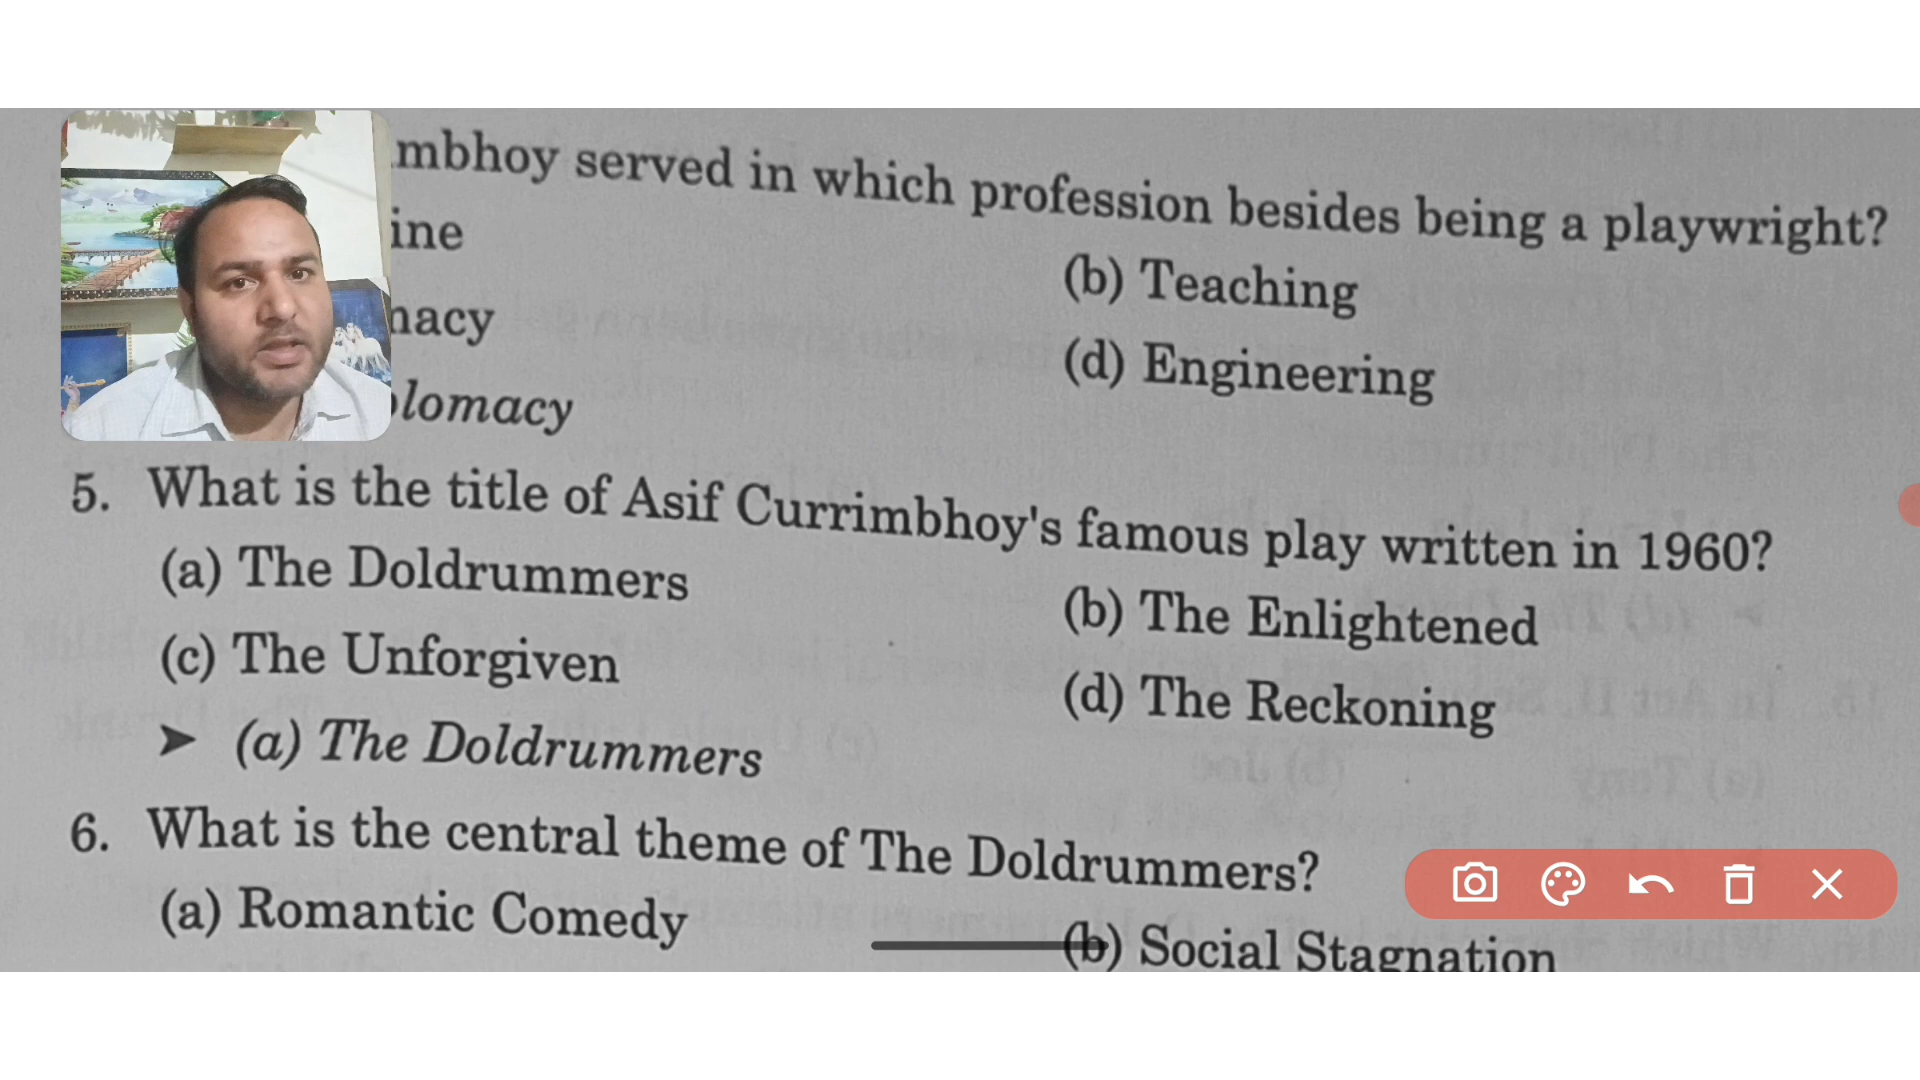 mbhoy served in which profession besides being a playwright?
ine
(b) Teaching
nacy
(d) Engineering
lomacy
5. What is the title of Asif Currimbhoy's famous play written in 1960?
(a) The Doldrummers
(b) The Enlightened
(c) The Unforgiven
(d) The Reckoning
➤ (a) The Doldrummers
6. What is the central theme of The Doldrummers?
(a) Romantic Comedy
(b) Social Stagnation